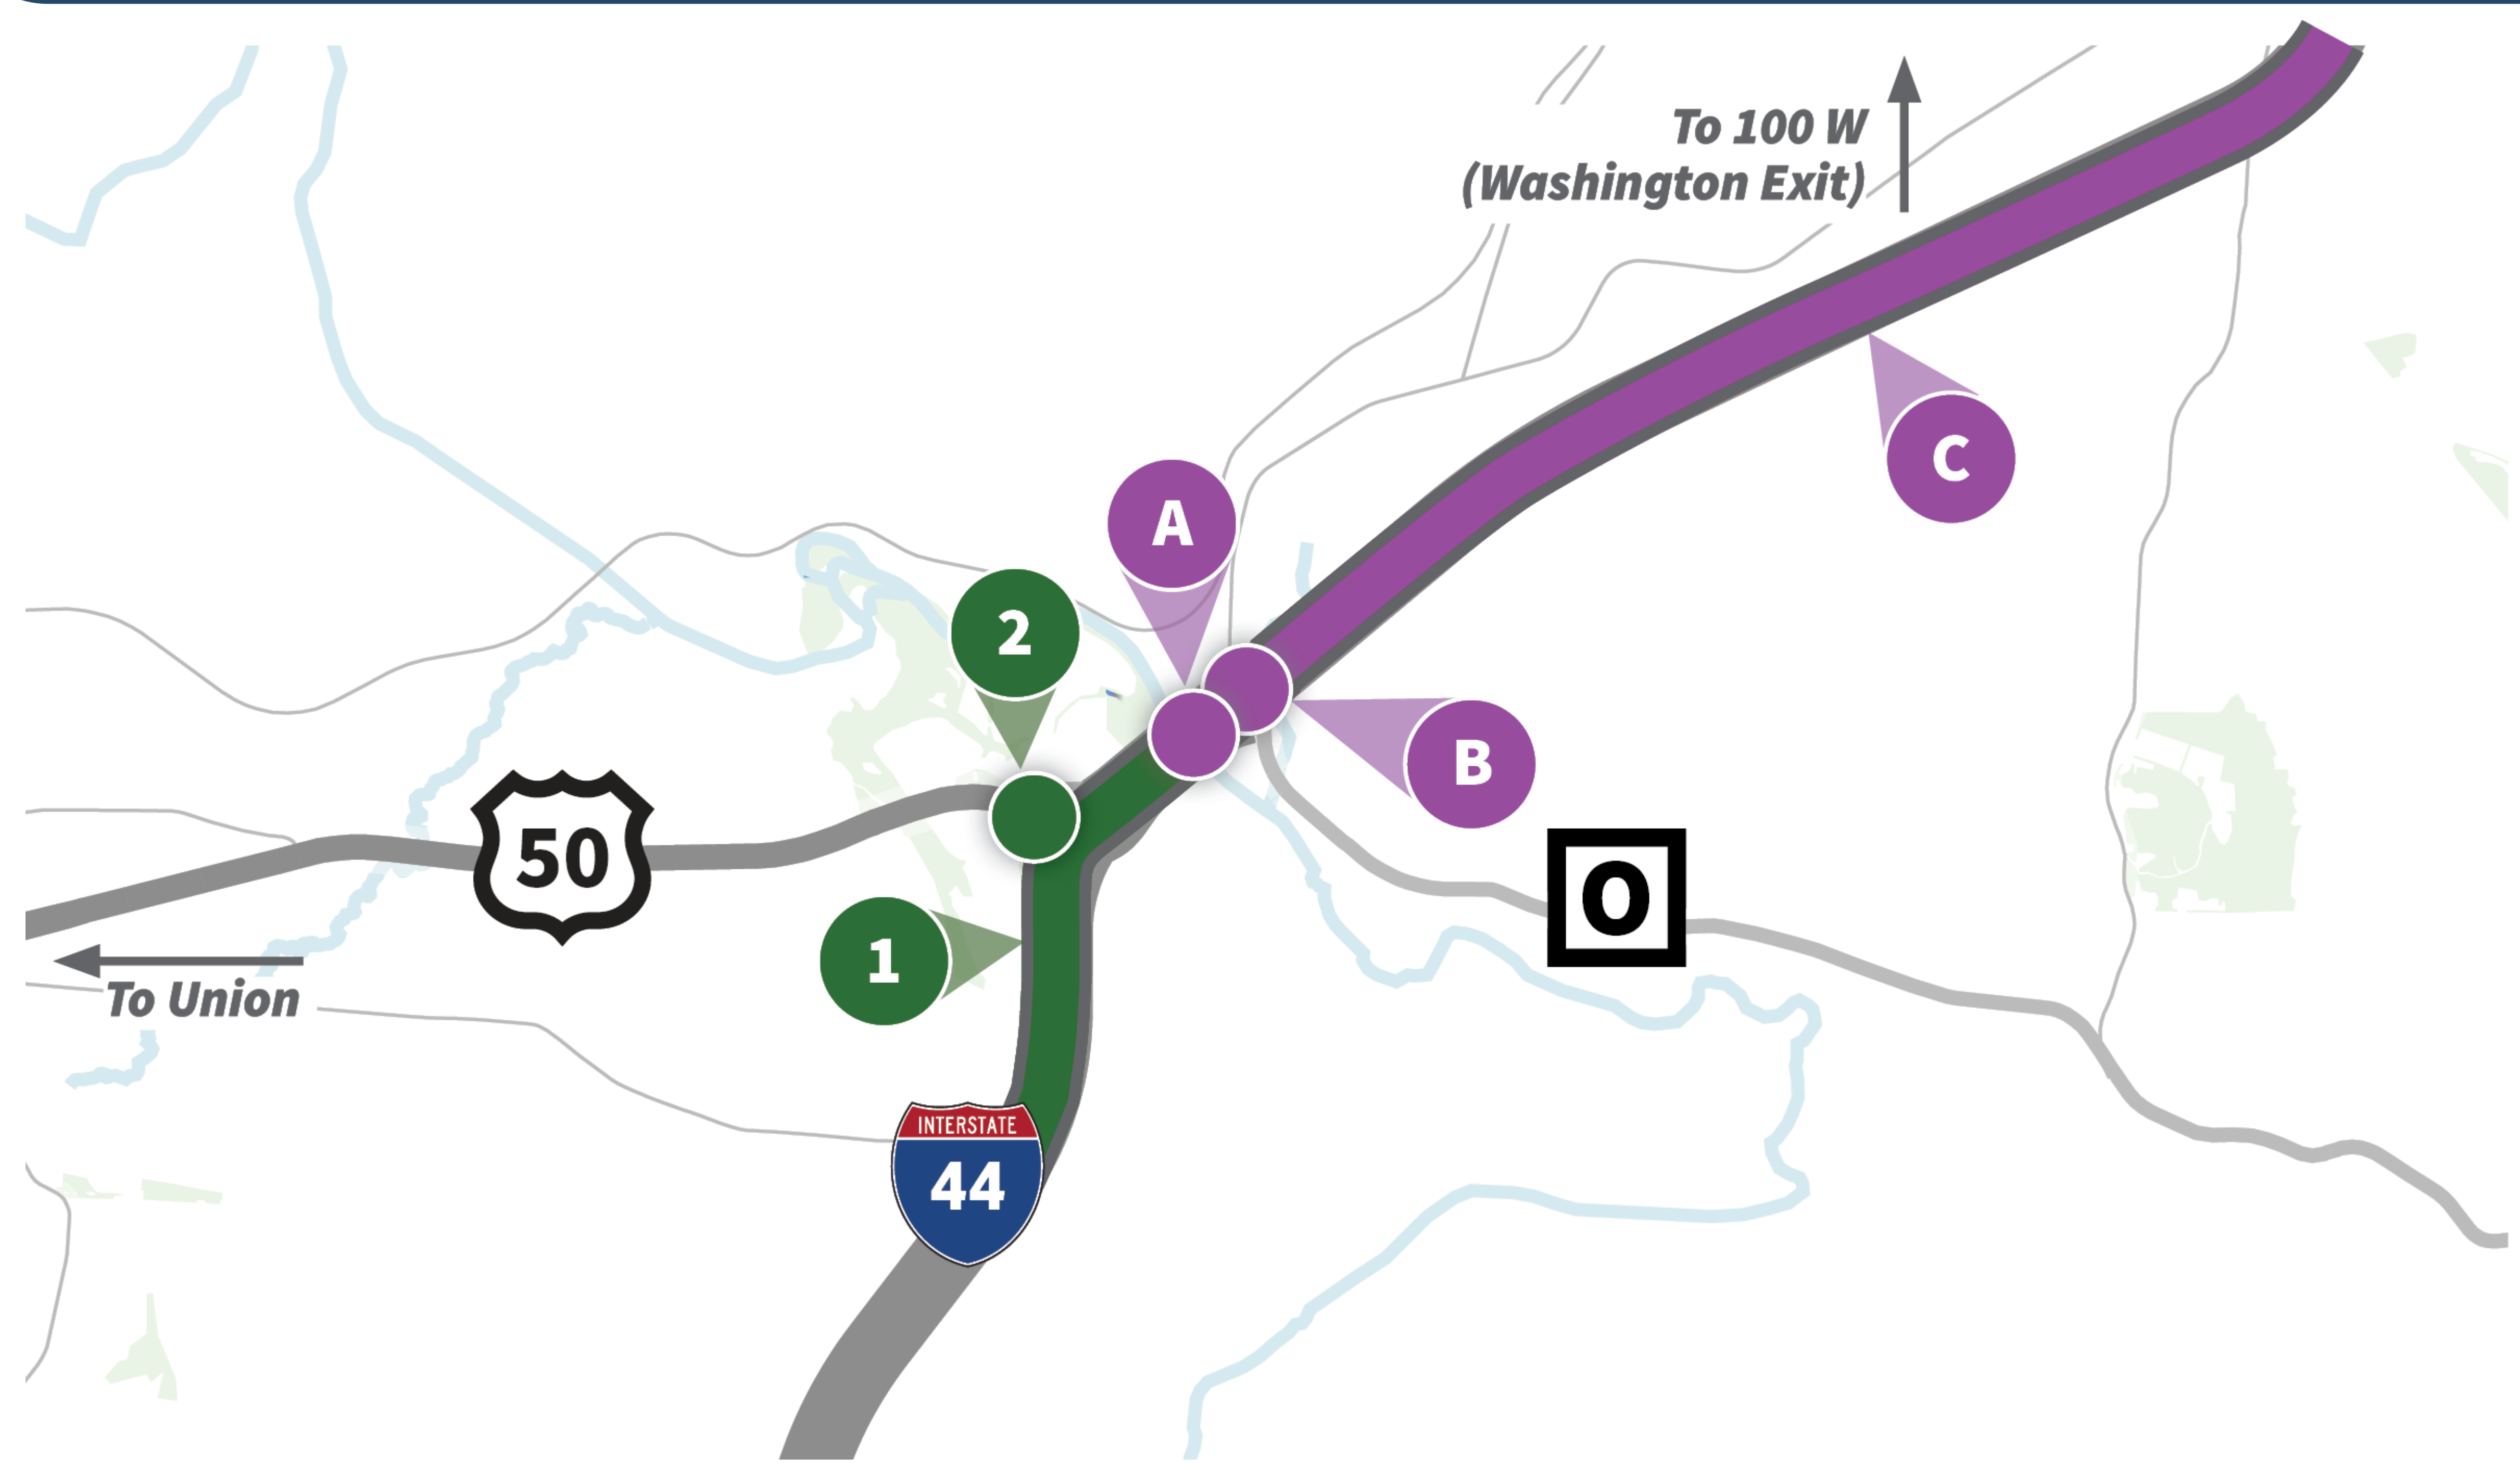 To 100 W
(Washington Exit)
A
C
2
B
50
O
1
To Union
INTERSTATE
44